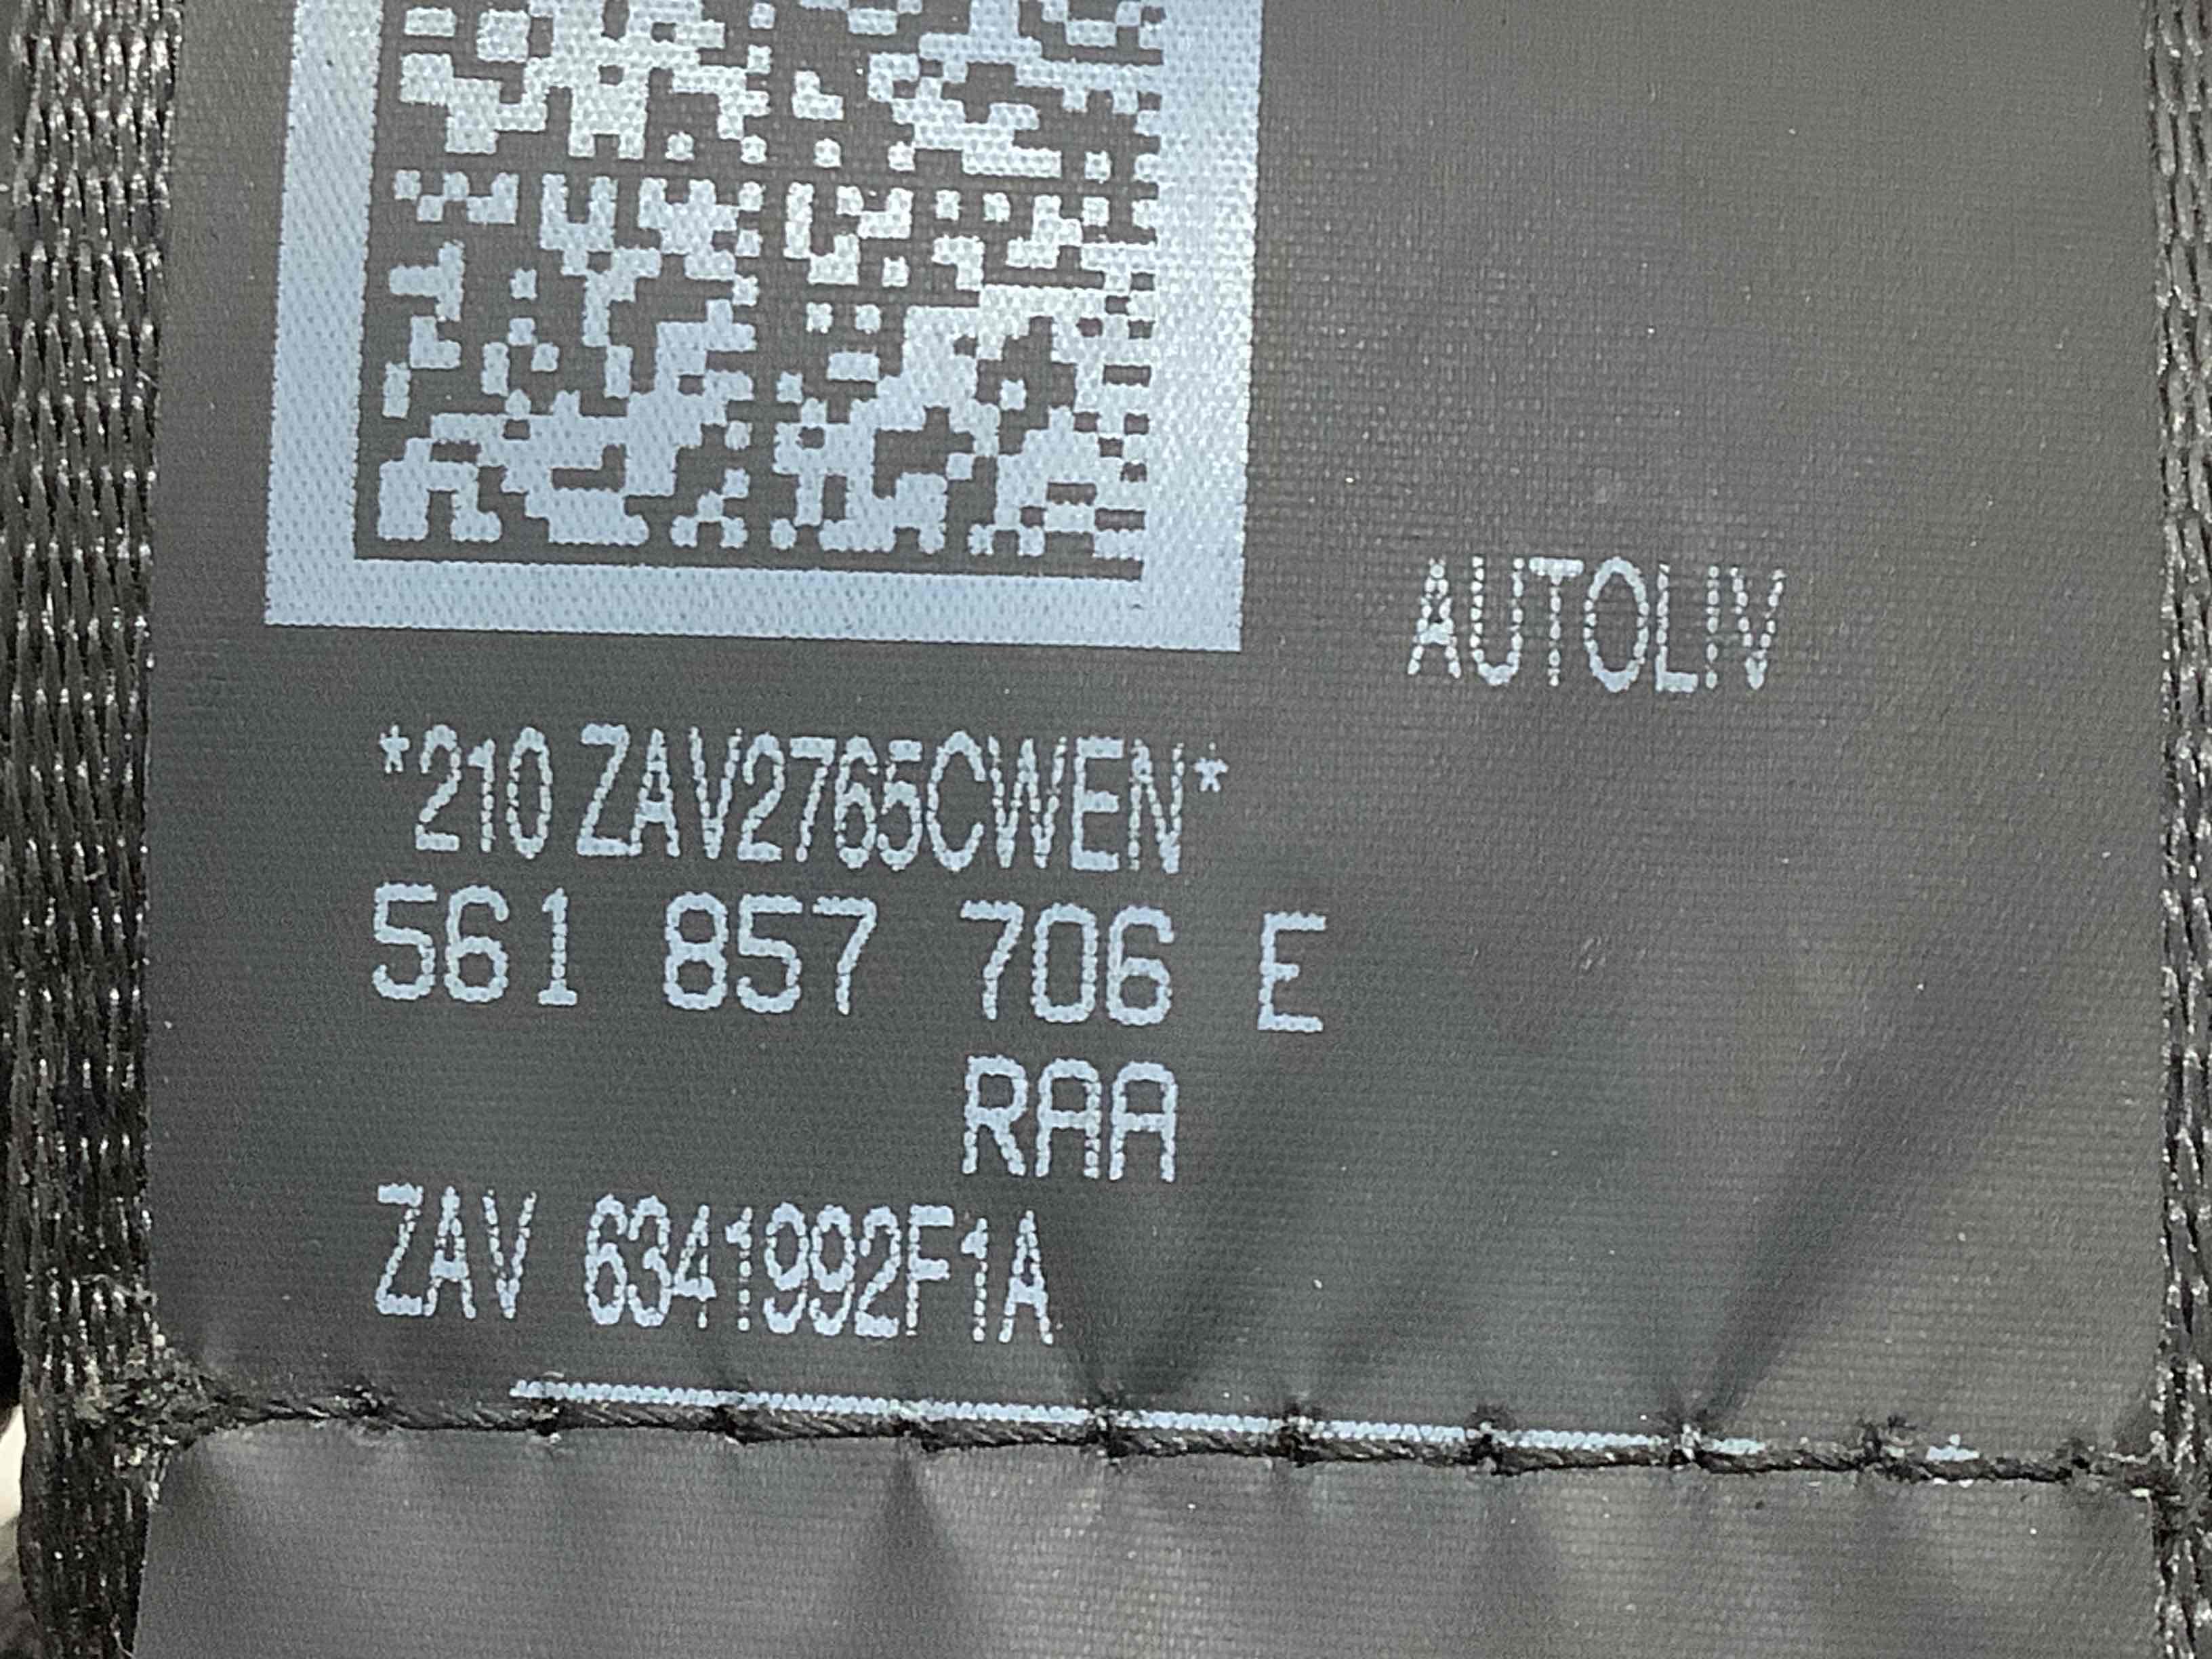 AUTOLIV
*210 ZAV2765CWEN*
561 857 706 E
RAA
ZAV 6341992F1A